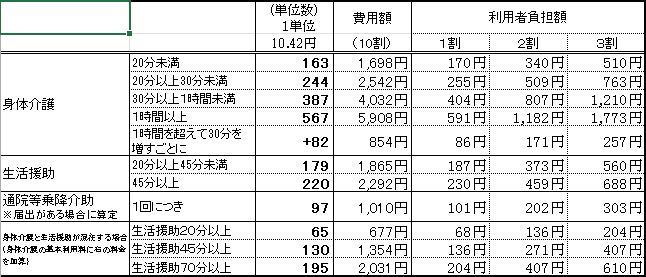 (単位数) 費用額 利用者負担額
1単位
10.42円 (10割) 1割 2割 3割
身体介護 20分未満 163 1,698円 170円 340円 510円
20分以上30分未満 244 2,542円 255円 509円 763円
30分以上1時間未満 387 4,032円 404円 807円 1,210円
1時間以上 567 5,908円 591円 1,182円 1,773円
1時間を超えて30分を
増すごとに +82 854円 86円 171円 257円
生活援助 20分以上45分未満 179 1,865円 187円 373円 560円
45分以上 220 2,292円 230円 459円 688円
通院等乗降介助
※届出がある場合に算定 1回につき 97 1,010円 101円 202円 303円
身体介護と生活援助が混在する場合
(身体介護の基本利用料に右の料金
を加算) 生活援助20分以上 65 677円 68円 136円 204円
生活援助45分以上 130 1,354円 136円 271円 407円
生活援助70分以上 195 2,031円 204円 407円 610円